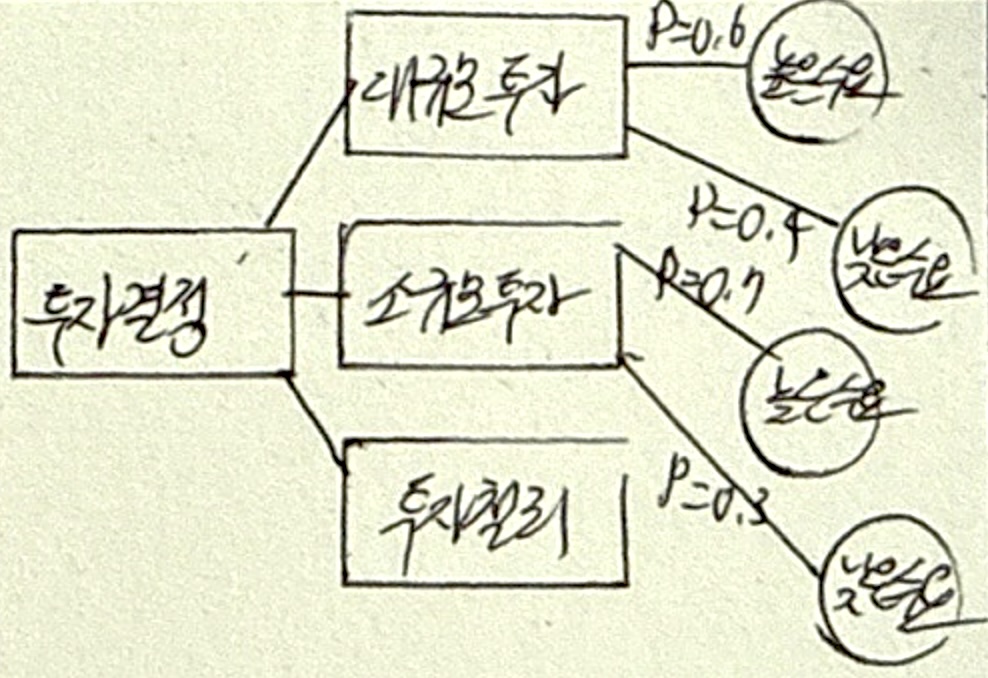 대규모 투자
P=0.6
높은수요
P=0.4
낮은수요
투자결정
소규모투자
P=0.7
높은수요
P=0.3
낮은수요
투자철리